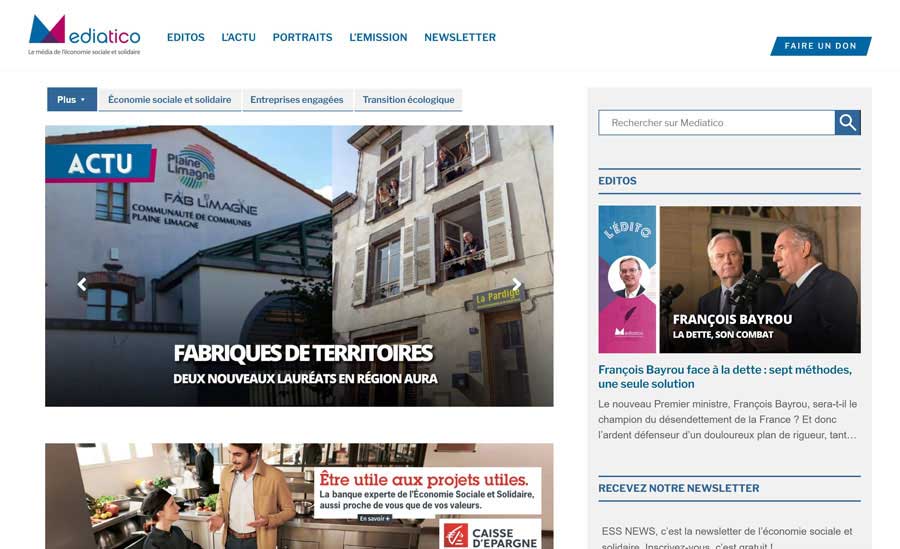 Mediatico
Le média de l'économie sociale et solidaire
EDITOS
L'ACTU
PORTRAITS
L'EMISSION
NEWSLETTER
FAIRE UN DON
Plus ▾
Économie sociale et solidaire
Entreprises engagées
Transition écologique
ACTU
Plaine
Limagne
FAB LIMAGNE
COMMUNAUTÉ DE COMMUNES
PLAINE LIMAGNE
La Pardige
FABRIQUES DE TERRITOIRES
DEUX NOUVEAUX LAURÉATS EN RÉGION AURA
Être utile aux projets utiles.
La banque experte de l'Économie Sociale et Solidaire,
aussi proche de vous que de vos valeurs.
En savoir +
CAISSE
D'EPARGNE
Rechercher sur Mediatico
EDITOS
L'ÉDITO
mediatico
FRANÇOIS BAYROU
LA DETTE, SON COMBAT
François Bayrou face à la dette : sept méthodes,
une seule solution
Le nouveau Premier ministre, François Bayrou, sera-t-il le
champion du désendettement de la France ? Et donc
l'ardent défenseur d'un douloureux plan de rigueur, tant…
RECEVEZ NOTRE NEWSLETTER
ESS NEWS, c'est la newsletter de l'économie sociale et
solidaire. Inscrivez-vous, c'est gratuit !